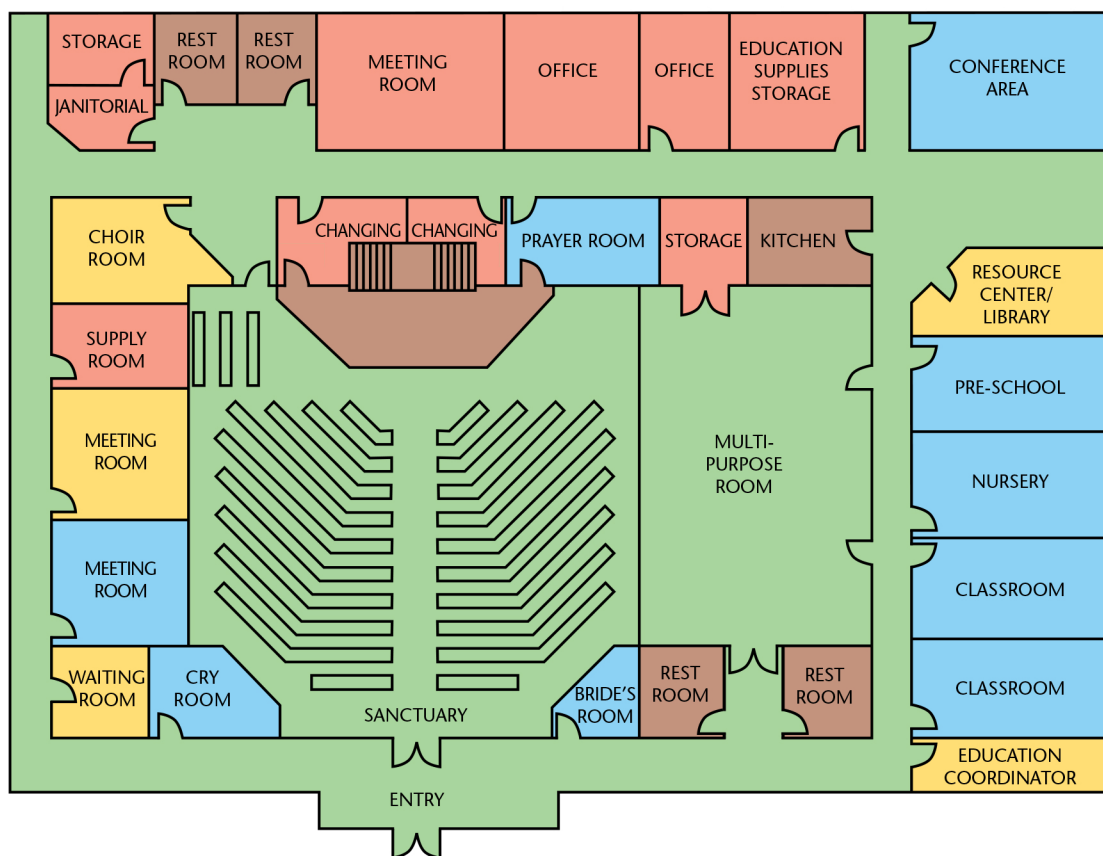 STORAGE
JANITORIAL
REST
ROOM
REST
ROOM
MEETING
ROOM
OFFICE
OFFICE
EDUCATION
SUPPLIES
STORAGE
CONFERENCE
AREA
CHOIR
ROOM
CHANGING
CHANGING
PRAYER ROOM
STORAGE
KITCHEN
RESOURCE
CENTER/
LIBRARY
SUPPLY
ROOM
PRE-SCHOOL
MEETING
ROOM
MULTI-
PURPOSE
ROOM
NURSERY
MEETING
ROOM
CLASSROOM
WAITING
ROOM
CRY
ROOM
SANCTUARY
BRIDE'S
ROOM
REST
ROOM
REST
ROOM
CLASSROOM
EDUCATION
COORDINATOR
ENTRY